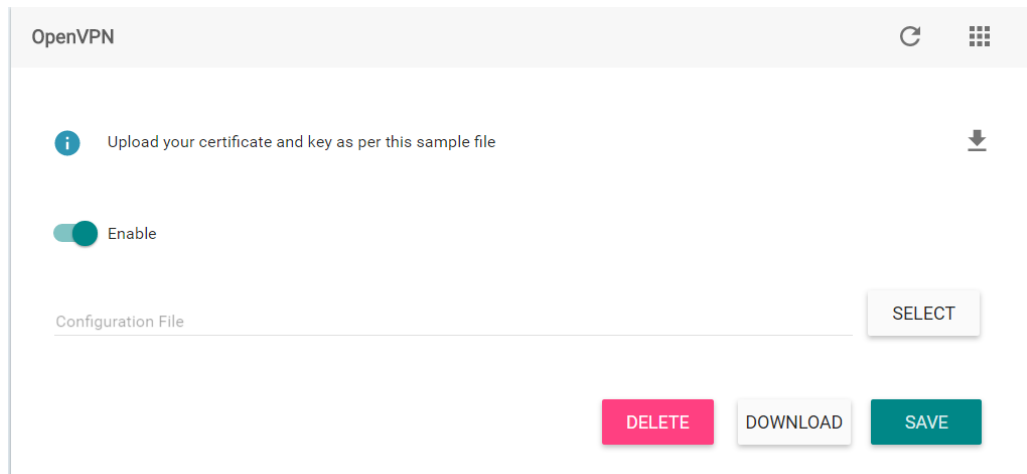 OpenVPN
Upload your certificate and key as per this sample file
Enable
Configuration File
SELECT
DELETE
DOWNLOAD
SAVE